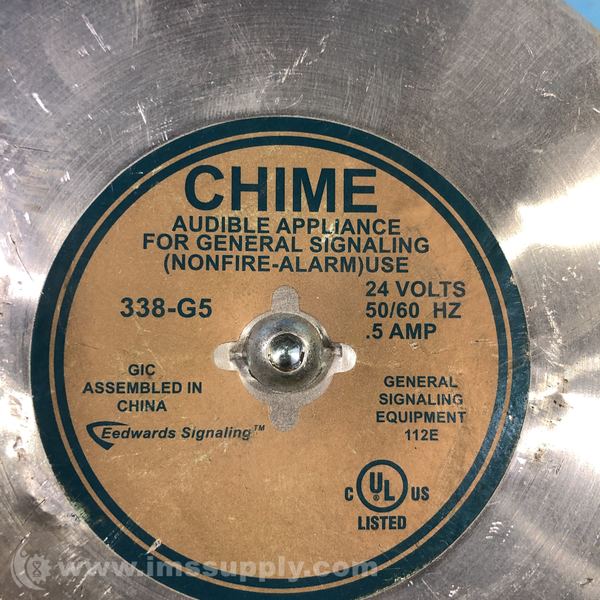 CHIME
AUDIBLE APPLIANCE
FOR GENERAL SIGNALING
(NONFIRE-ALARM)USE
338-G5
24 VOLTS
50/60 HZ
.5 AMP
GIC
ASSEMBLED IN
CHINA
Eedwards Signaling™
GENERAL
SIGNALING
EQUIPMENT
112E
C UL® US
LISTED
www.imssupply.com